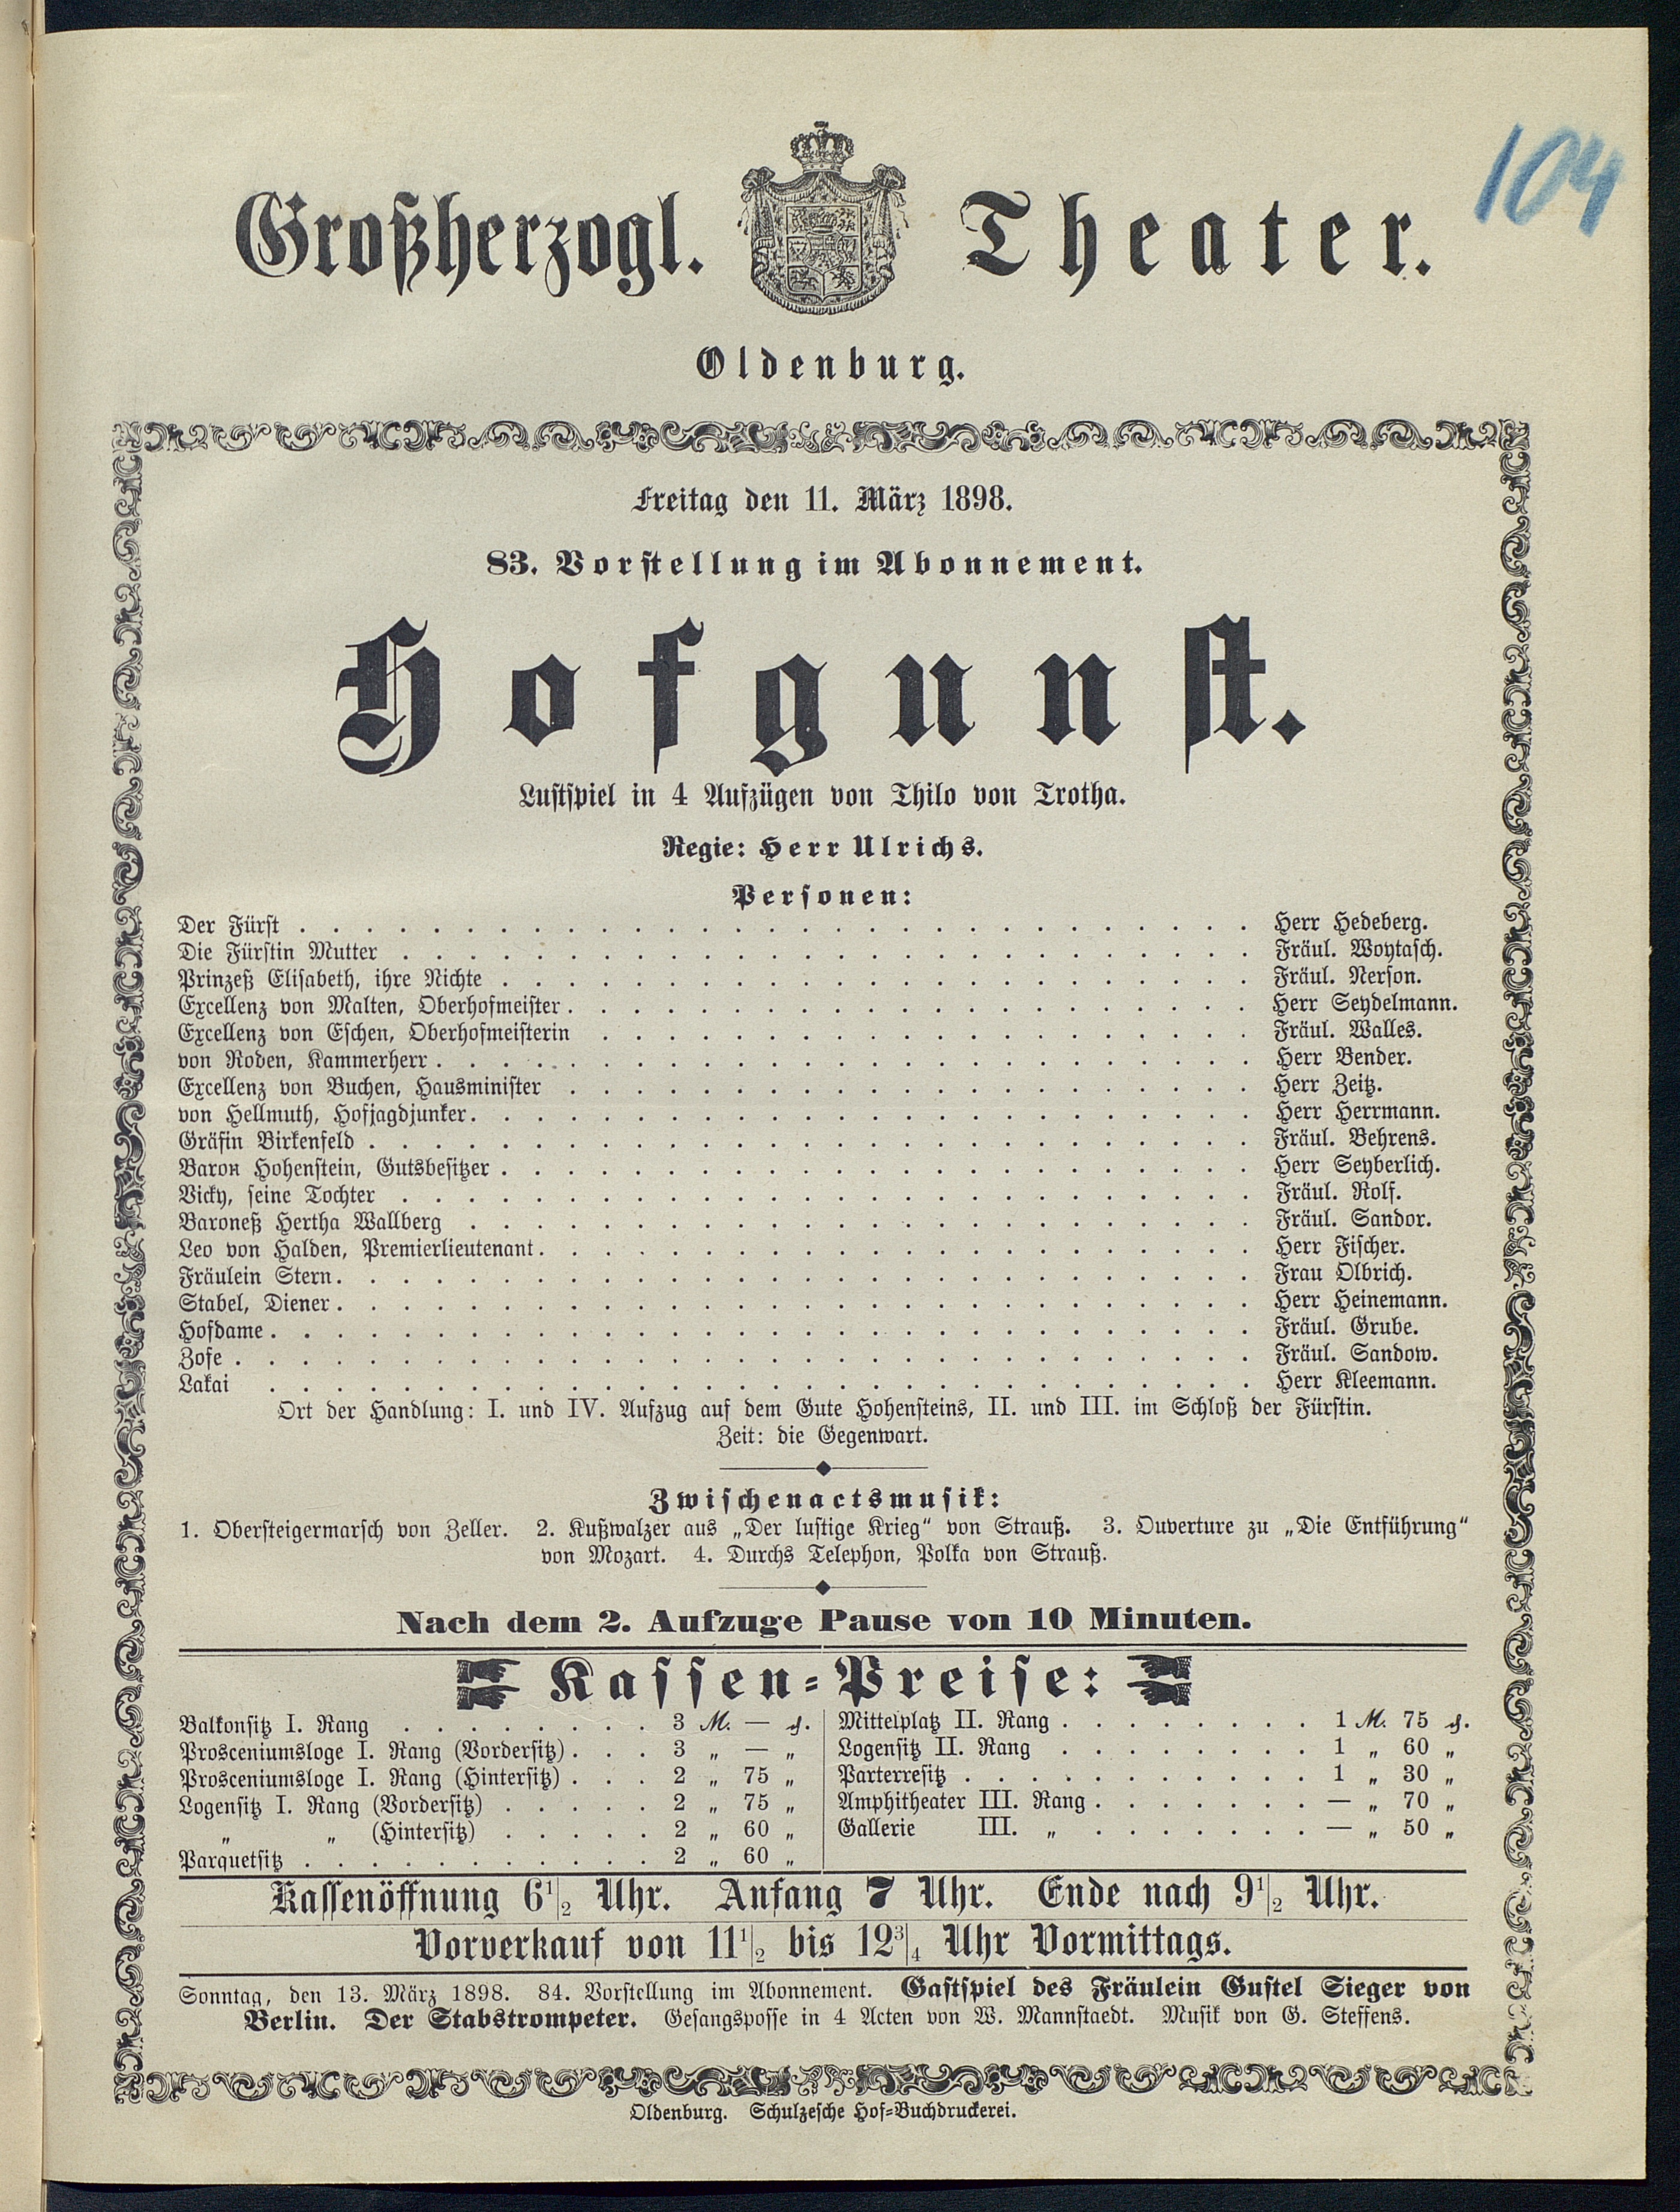 104
Großherzogl. Theater.
Oldenburg.
Freitag den 11. März 1898.
83. Vorstellung im Abonnement.
Hofgunst.
Lustspiel in 4 Aufzügen von Thilo von Trotha.
Regie: Herr Ulrichs.
Personen:
Der Fürst . . . . . . . . . . Herr Hedeberg.
Die Fürstin Mutter . . . . . . . . . . Fräul. Woytasch.
Prinzeß Elisabeth, ihre Nichte . . . . . . . . . . Fräul. Nerson.
Excellenz von Malten, Oberhofmeister . . . . . . . . . . Herr Seydelmann.
Excellenz von Eschen, Oberhofmeisterin . . . . . . . . . . Fräul. Walles.
von Roden, Kammerherr . . . . . . . . . . Herr Bender.
Excellenz von Buchen, Hausminister . . . . . . . . . . Herr Zeitz.
von Hellmuth, Hofjagdjunker . . . . . . . . . . Herr Herrmann.
Gräfin Birkenfeld . . . . . . . . . . Fräul. Behrens.
Baron Hohenstein, Gutsbesitzer . . . . . . . . . . Herr Seyberlich.
Vicky, seine Tochter . . . . . . . . . . Fräul. Rolf.
Baroneß Hertha Wallberg . . . . . . . . . . Fräul. Sandor.
Leo von Halden, Premierlieutenant . . . . . . . . . . Herr Fischer.
Fräulein Stern . . . . . . . . . . Frau Olbrich.
Stabel, Diener . . . . . . . . . . Herr Heinemann.
Hofdame . . . . . . . . . . Fräul. Grube.
Zofe . . . . . . . . . . Fräul. Sandow.
Lakai . . . . . . . . . . Herr Kleemann.
Ort der Handlung: I. und IV. Aufzug auf dem Gute Hohensteins, II. und III. im Schloß der Fürstin.
Zeit: die Gegenwart.
Zwischenactsmusik:
1. Obersteigermarsch von Zeller. 2. Kußwalzer aus „Der lustige Krieg“ von Strauß. 3. Ouverture zu „Die Entführung“
von Mozart. 4. Durchs Telephon, Polka von Strauß.
Nach dem 2. Aufzuge Pause von 10 Minuten.
Kassen-Preise:
Balkonsitz I. Rang . . . . . 3 M. — ₰.
Prosceniumsloge I. Rang (Vordersitz) . . . 3 „ — „
Prosceniumsloge I. Rang (Hintersitz) . . . 2 „ 75 „
Logensitz I. Rang (Vordersitz) . . . . . 2 „ 75 „
„ „ (Hintersitz) . . . . . 2 „ 60 „
Parquetsitz . . . . . 2 „ 60 „
Mittelplatz II. Rang . . . . . 1 M. 75 ₰.
Logensitz II. Rang . . . . . 1 „ 60 „
Parterresitz . . . . . 1 „ 30 „
Amphitheater III. Rang . . . . . — „ 70 „
Gallerie III. „ . . . . . — „ 50 „
Kassenöffnung 6 1/2 Uhr. Anfang 7 Uhr. Ende nach 9 1/2 Uhr.
Vorverkauf von 11 1/2 bis 12 3/4 Uhr Vormittags.
Sonntag, den 13. März 1898. 84. Vorstellung im Abonnement. Gastspiel des Fräulein Gustel Sieger von
Berlin. Der Stabstrompeter. Gesangsposse in 4 Acten von W. Mannstaedt. Musik von G. Steffens.
Oldenburg. Schulzesche Hof-Buchdruckerei.